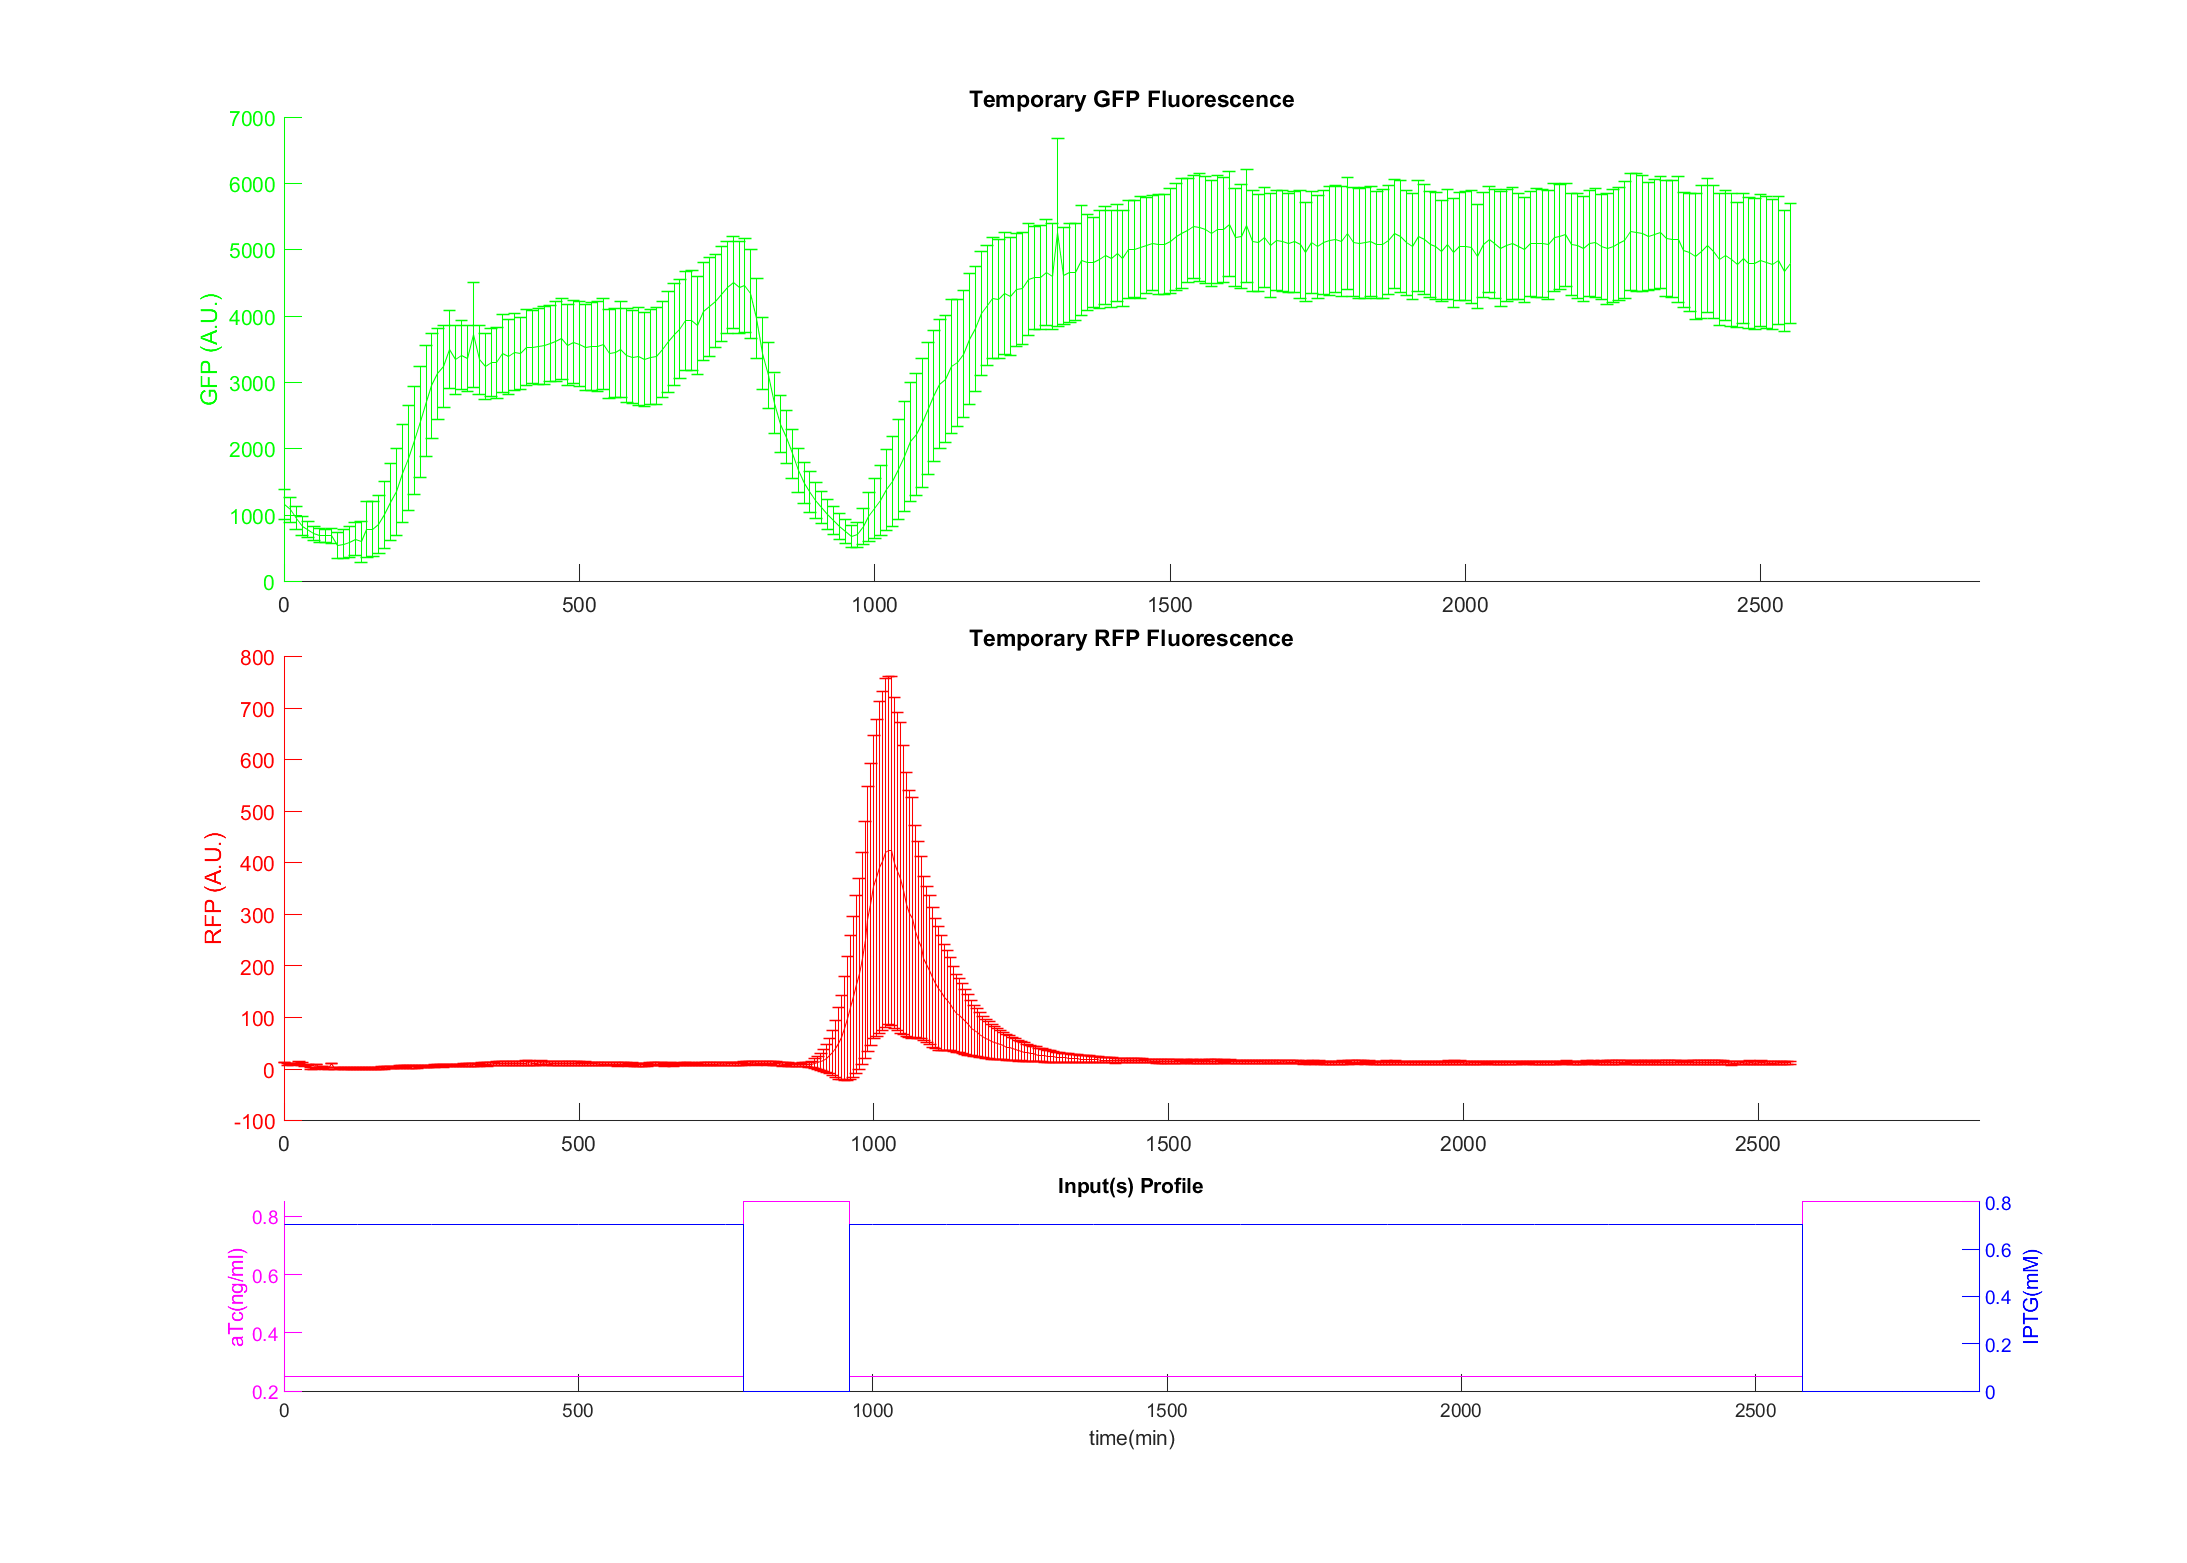 Temporary GFP Fluorescence
7000
6000
5000
4000
3000
2000
1000
0
GFP (A.U.)
0 500 1000 1500 2000 2500
Temporary RFP Fluorescence
800
700
600
500
400
300
200
100
0
-100
RFP (A.U.)
0 500 1000 1500 2000 2500
Input(s) Profile
0.8
0.6
0.4
0.2
aTc(ng/ml)
0.8
0.6
0.4
0.2
0
IPTG(mM)
0 500 1000 1500 2000 2500
time(min)